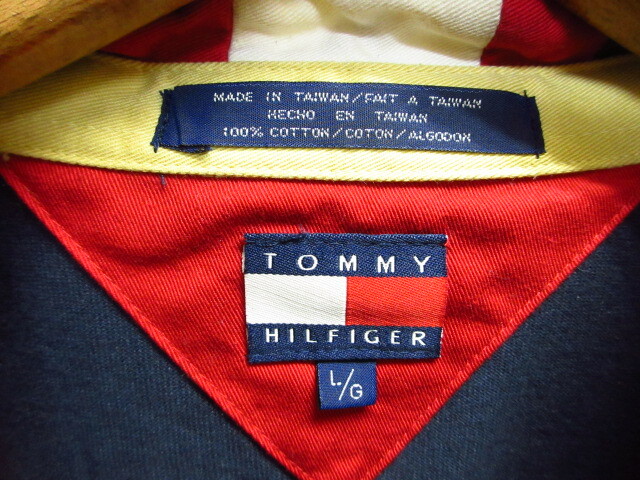 MADE IN TAIWAN/FAIT A TAIWAN
HECHO EN TAIWAN
100% COTTON/COTON/ALGODON
TOMMY
HILFIGER
L/G